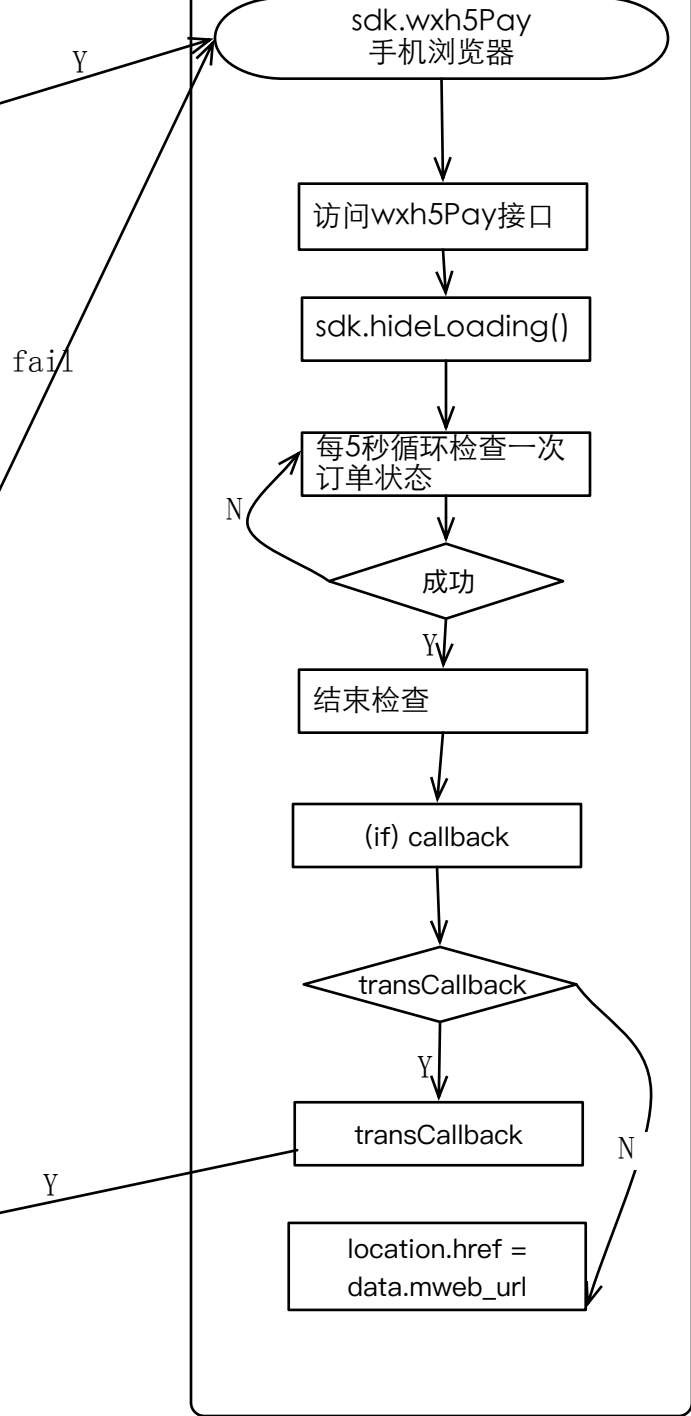 sdk.wxh5Pay
手机浏览器
Y
访问wxh5Pay接口
sdk.hideLoading()
fail
每5秒循环检查一次
订单状态
N
成功
Y
结束检查
(if) callback
transCallback
Y
transCallback
N
Y
location.href =
data.mweb_url